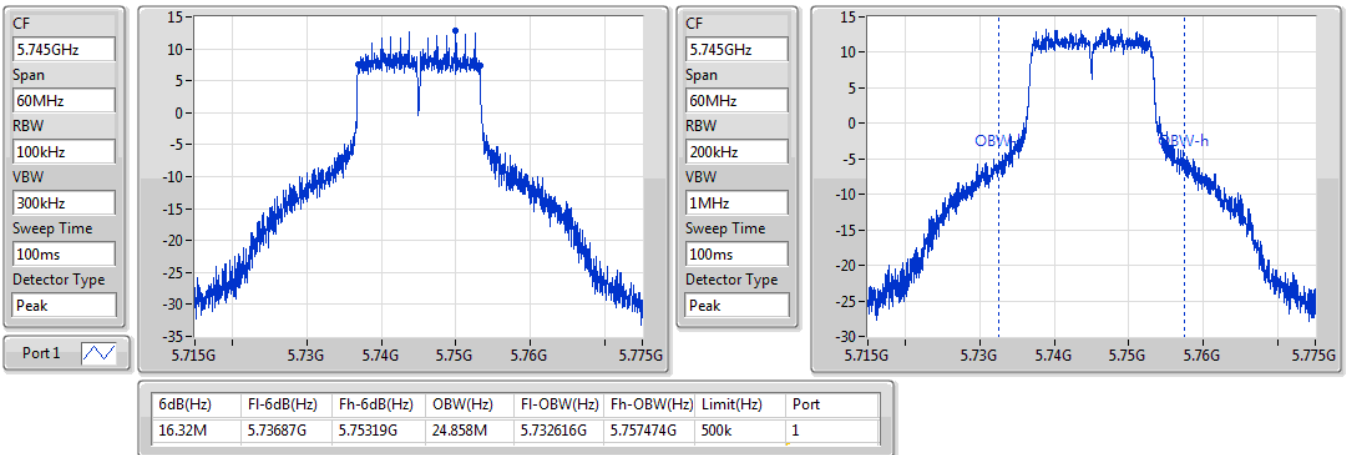 CF
5.745GHz
Span
60MHz
RBW
100kHz
VBW
300kHz
Sweep Time
100ms
Detector Type
Peak
Port 1
15
10
5
0
-5
-10
-15
-20
-25
-30
-35
5.715G 5.73G 5.74G 5.75G 5.76G 5.775G
CF
5.745GHz
Span
60MHz
RBW
200kHz
VBW
1MHz
Sweep Time
100ms
Detector Type
Peak
15
10
5
0
-5
-10
-15
-20
-25
-30
OBW-h
5.715G 5.73G 5.74G 5.75G 5.76G 5.775G
6dB(Hz) Fl-6dB(Hz) Fh-6dB(Hz) OBW(Hz) Fl-OBW(Hz) Fh-OBW(Hz) Limit(Hz) Port
16.32M 5.73687G 5.75319G 24.858M 5.732616G 5.757474G 500k 1